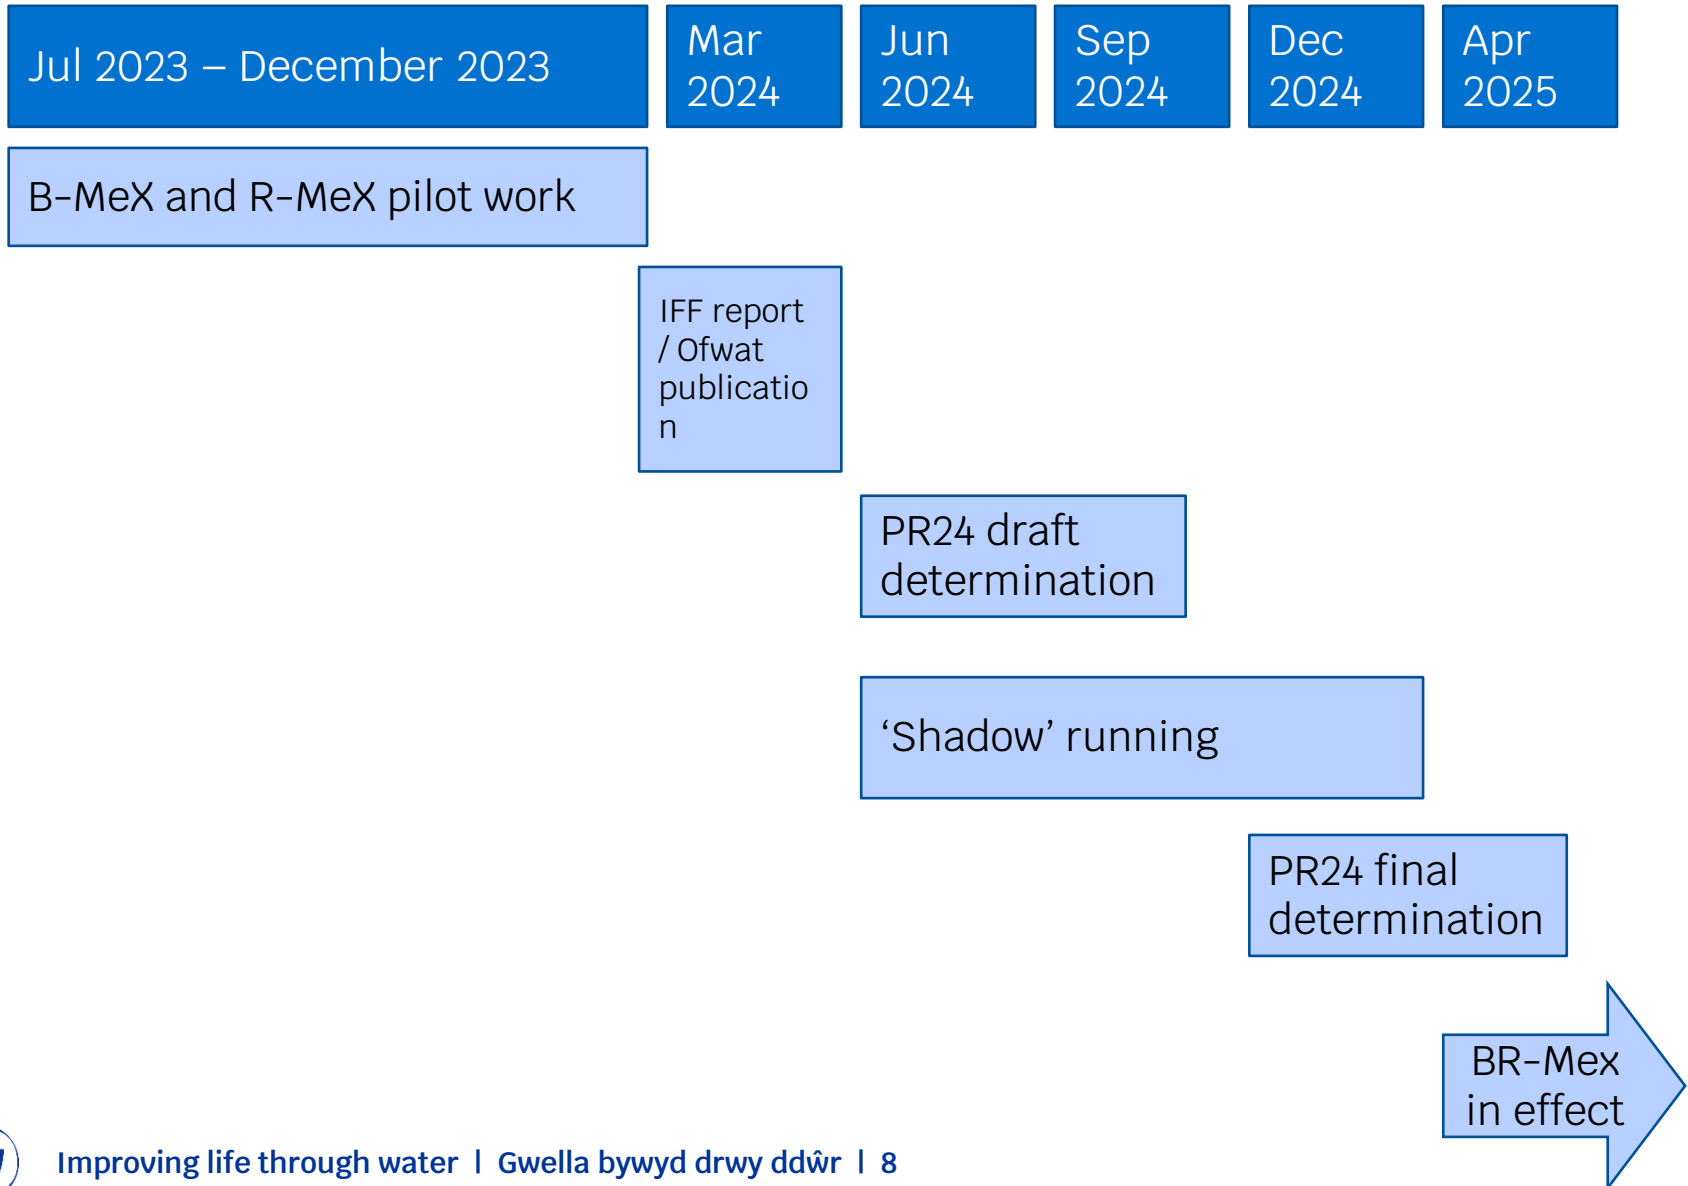 Jul 2023 – December 2023
Mar
2024
Jun
2024
Sep
2024
Dec
2024
Apr
2025
B-MeX and R-MeX pilot work
IFF report
/ Ofwat
publicatio
n
PR24 draft
determination
‘Shadow’ running
PR24 final
determination
BR-Mex
in effect
Improving life through water | Gwella bywyd drwy ddŵr | 8